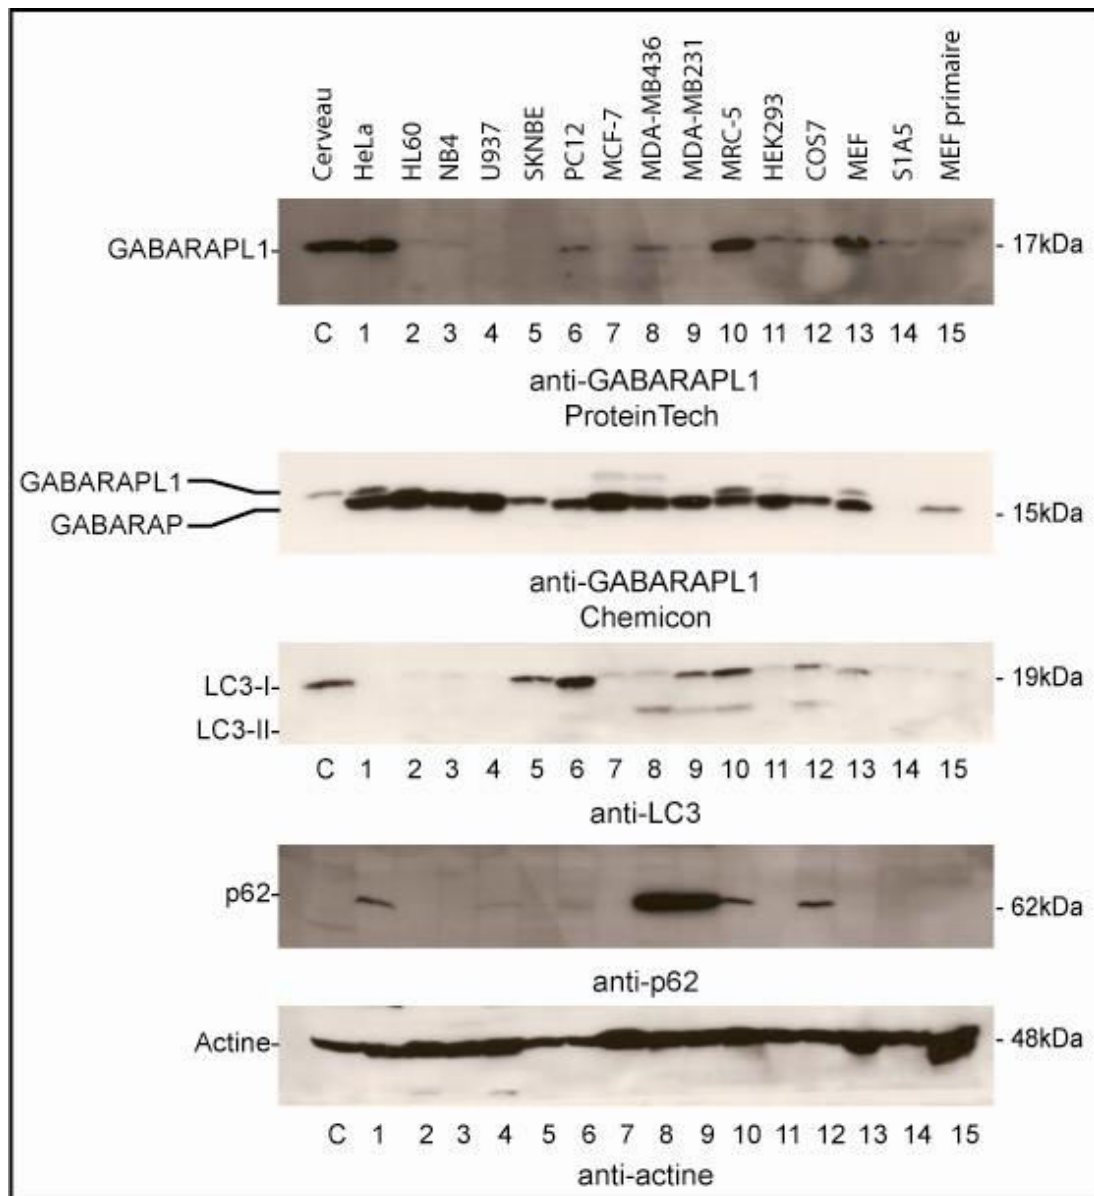 Cerveau
HeLa
HL60
NB4
U937
SKNBE
PC12
MCF-7
MDA-MB436
MDA-MB231
MRC-5
HEK293
COS7
MEF
S1A5
MEF primaire
GABARAPL1-
- 17kDa
C 1 2 3 4 5 6 7 8 9 10 11 12 13 14 15
anti-GABARAPL1
ProteinTech
GABARAPL1
GABARAP
- 15kDa
anti-GABARAPL1
Chemicon
LC3-I-
- 19kDa
LC3-II-
C 1 2 3 4 5 6 7 8 9 10 11 12 13 14 15
anti-LC3
p62-
- 62kDa
anti-p62
Actine-
- 48kDa
C 1 2 3 4 5 6 7 8 9 10 11 12 13 14 15
anti-actine